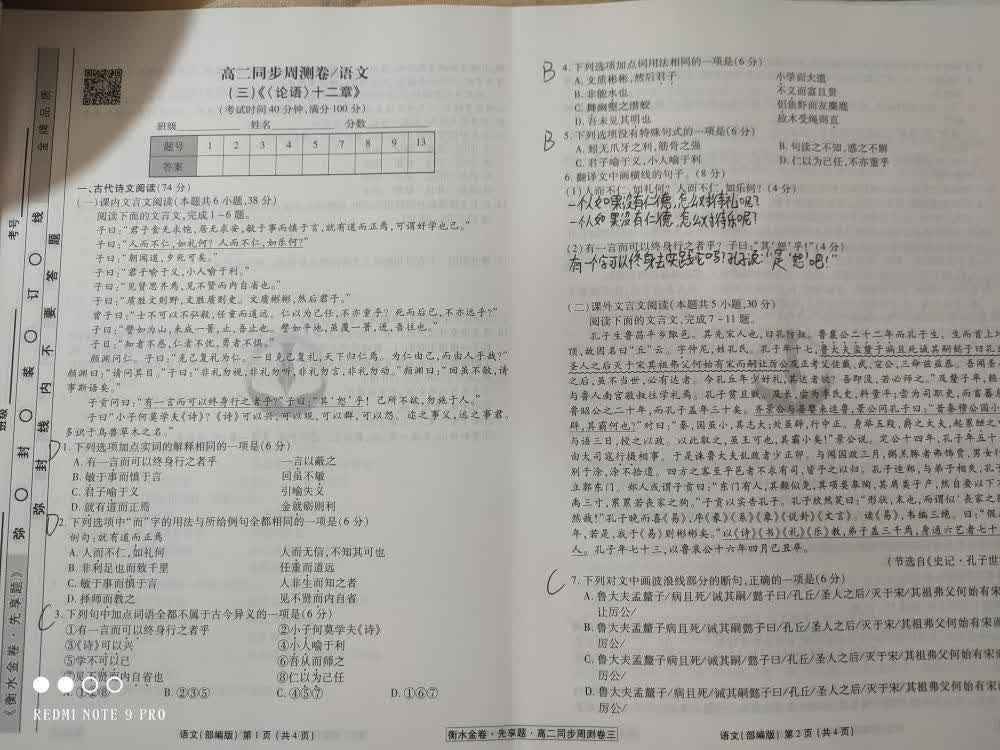 高二同步周测卷/语文
(三)《〈论语〉十二章》
(考试时间40分钟,满分100分)
班级 姓名 分数
题号 1 2 3 4 5 7 8 9 13
答案
一、古代诗文阅读(74分)
(一)课内文言文阅读(本题共6小题,38分)
阅读下面的文言文,完成1-6题。
子曰:“君子食无求饱,居无求安,敏于事而慎于言,就有道而正焉,可谓好学也已。”
子曰:“人而不仁,如礼何?人而不仁,如乐何?”
子曰:“朝闻道,夕死可矣。”
子曰:“君子喻于义,小人喻于利。”
子曰:“见贤思齐焉,见不贤而内自省也。”
子曰:“质胜文则野,文胜质则史。文质彬彬,然后君子。”
曾子曰:“士不可以不弘毅,任重而道远。仁以为己任,不亦重乎?死而后已,不亦远乎?”
子曰:“譬如为山,未成一篑,止,吾止也。譬如平地,虽覆一篑,进,吾往也。”
子曰:“知者不惑,仁者不忧,勇者不惧。”
颜渊问仁。子曰:“克己复礼为仁。一日克己复礼,天下归仁焉。为仁由己,而由人乎哉?”
颜渊曰:“请问其目。”子曰:“非礼勿视,非礼勿听,非礼勿言,非礼勿动。”颜渊曰:“回虽不敏,请
事斯语矣。”
子贡问曰:“有一言而可以终身行之者乎?”子曰:“其‘恕’乎!己所不欲,勿施于人。”
子曰:“小子何莫学夫《诗》?《诗》可以兴,可以观,可以群,可以怨。迩之事父,远之事君。
多识于鸟兽草木之名。”
1.下列选项加点实词的解释相同的一项是(6分)
A.有一言而可以终身行之者乎 一言以蔽之
B.敏于事而慎于言 回虽不敏
C.君子喻于义 引喻失义
D.就有道而正焉 金就砺则利
D
2.下列选项中“而”字的用法与所给例句全都相同的一项是(6分)
例句:就有道而正焉
A.人而不仁,如礼何 人而无信,不知其可也
B.非利足也而致千里 任重而道远
C.敏于事而慎于言 人非生而知之者
D.择师而教之 见不贤而内自省
C
3.下列句中加点词语全都不属于古今异义的一项是(6分)
①有一言而可以终身行之者乎 ②小子何莫学夫《诗》
③《诗》可以兴 ④小人喻于利
⑤学不可以已 ⑥吾从而师之
⑦见不贤而内自省也 ⑧仁以为己任
B.②③⑤ C.④⑤⑦ D.①⑥⑦
语文(部编版) 第1页(共4页)
B
4.下列选项加点词用法相同的一项是(6分)
A.文质彬彬,然后君子 小学而大遗
B.非能水也 不义而富且贵
C.舞幽壑之潜蛟 侣鱼虾而友麋鹿
D.吾未见其明也 故木受绳则直
B
5.下列选项没有特殊句式的一项是(6分)
A.蚓无爪牙之利,筋骨之强 B.句读之不知,惑之不解
C.君子喻于义,小人喻于利 D.仁以为己任,不亦重乎
6.翻译文中画横线的句子。(8分)
(1)人而不仁,如礼何?人而不仁,如乐何?(4分)
一个人如果没有仁德,怎么对待礼呢?
一个人如果没有仁德,怎么对待乐呢?
(2)有一言而可以终身行之者乎?子曰:“其‘恕’乎!”(4分)
有一个字可以终身去实践它吗?孔子说:“是‘恕’吧!”
(二)课外文言文阅读(本题共5小题,30分)
阅读下面的文言文,完成7-11题。
孔子生鲁昌平乡陬邑。其先宋人也,曰孔防叔。鲁襄公二十二年而孔子生。生而首上
顶,故因名曰“丘”云。字仲尼,姓孔氏。孔子年十七,鲁大夫孟釐子病且死诫其嗣懿子曰孔丘
圣人之后灭于宋其祖弗父何始有宋而嗣让厉公及正考父佐戴、武、宣公,三命兹益恭。吾闻圣人
之后,虽不当世,必有达者。今孔丘年少好礼,其达者欤?吾即没,若必师之。”及釐子卒,懿子
与鲁人南宫敬叔往学礼焉。孔子贫且贱。及长,尝为季氏史,料量平;尝为司职吏,而畜蕃息。
鲁昭公之二十年,而孔子盖年三十矣。齐景公与晏婴来适鲁,景公问孔子曰:“昔秦穆公国小处
辟,其霸何也?”对曰:“秦,国虽小,其志大;处虽辟,行中正。身举五羖,爵之大夫,起累绁之中,
与语三日,授之以政。以此取之,虽王可也,其霸小矣!”景公说。定公十四年,孔子年五十六,
由大司寇行摄相事。于是诛鲁大夫乱政者少正卯。与闻国政三月,粥羔豚者弗饰贾,男女行者
别于涂,涂不拾遗。四方之客至乎邑者不求有司,皆予之以归。孔子适郑,与弟子相失,孔子独
立郭东门。郑人或谓子贡曰:“东门有人,其颡似尧,其项类皋陶,其肩类子产,然自要以下不及
禹三寸,累累若丧家之狗。”子贡以实告孔子。孔子欣然笑曰:“形状,末也,而谓似‘丧家之狗’,
然哉!”孔子晚而喜《易》,序《彖》《系》《象》《说卦》《文言》。读《易》,韦编三绝。曰:“假我数
年,若是,我于《易》则彬彬矣。”以《诗》《书》《礼》《乐》教,弟子盖三千焉,身通六艺者七十
人。孔子年七十三,以鲁哀公十六年四月己丑卒。
(节选自《史记·孔子世
C
7.下列对文中画波浪线部分的断句,正确的一项是(6分)
A.鲁大夫孟釐子/病且死/诫其嗣/懿子曰/孔丘/圣人之后/灭于宋/其祖弗父何始有宋
让厉公/
B.鲁大夫孟釐子病且死/诫其嗣/懿子曰/孔丘/圣人之后/灭于宋/其祖弗父何始有宋
厉公/
C.鲁大夫孟釐子病且死/诫其嗣懿子曰/孔丘/圣人之后/灭于宋/其祖弗父何始有宋
厉公/
D.鲁大夫孟釐子/病且死/诫其嗣懿子曰/孔丘/圣人之后/灭于宋/其祖弗父何始有宋
厉公/
衡水金卷·先享题·高二同步周测卷三
语文(部编版) 第2页(共4页)
金牌品质
考号
班级
弥 封 装 订 线
弥 封 线 内 不 要 答 题
《衡水金卷·先享题》
REDMI NOTE 9 PRO